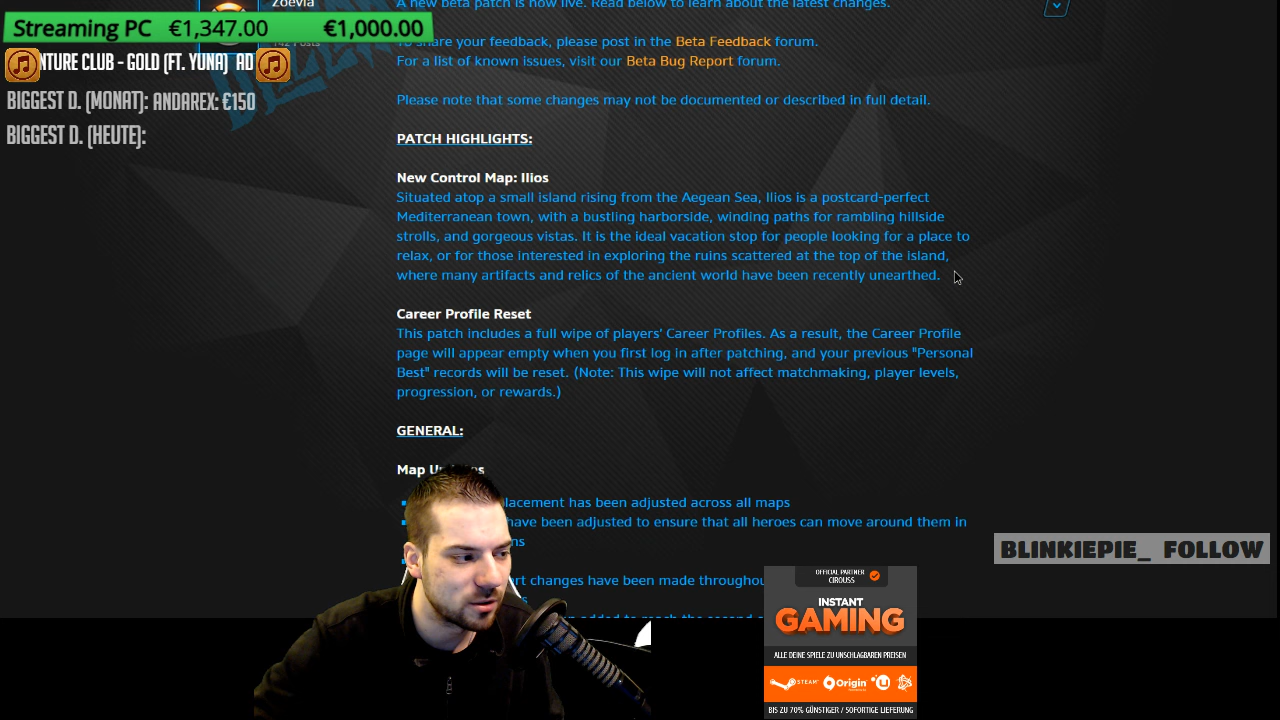 Zoevia
A new beta patch is now live. Read below to learn about the latest changes.
Streaming PC €1,347.00 €1,000.00
142 Posts
To share your feedback, please post in the Beta Feedback forum.
For a list of known issues, visit our Beta Bug Report forum.
NTURE CLUB - GOLD (FT. YUNA) AD
BIGGEST D. (MONAT): ANDAREX: €150
BIGGEST D. (HEUTE):
Please note that some changes may not be documented or described in full detail.
PATCH HIGHLIGHTS:
New Control Map: Ilios
Situated atop a small island rising from the Aegean Sea, Ilios is a postcard-perfect
Mediterranean town, with a bustling harborside, winding paths for rambling hillside
strolls, and gorgeous vistas. It is the ideal vacation stop for people looking for a place to
relax, or for those interested in exploring the ruins scattered at the top of the island,
where many artifacts and relics of the ancient world have been recently unearthed.
Career Profile Reset
This patch includes a full wipe of players' Career Profiles. As a result, the Career Profile
page will appear empty when you first log in after patching, and your previous "Personal
Best" records will be reset. (Note: This wipe will not affect matchmaking, player levels,
progression, or rewards.)
GENERAL:
Map
lacement has been adjusted across all maps
have been adjusted to ensure that all heroes can move around them in
ns
rt changes have been made throughou
BLINKIEPIE_ FOLLOW
OFFICIAL PARTNER
CIROUSS
INSTANT
GAMING
ALLE DEINE SPIELE ZU UNSCHLAGBAREN PREISEN
STEAM Origin
BIS ZU 70% GÜNSTIGER / SOFORTIGE LIEFERUNG